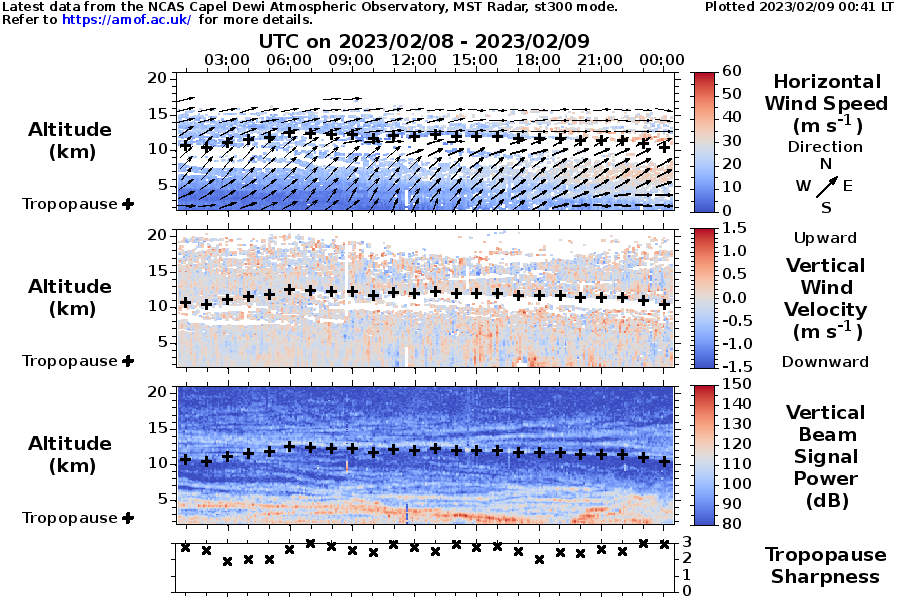 Latest data from the NCAS Capel Dewi Atmospheric Observatory, MST Radar, st300 mode.
Plotted 2023/02/09 00:41 LT
Refer to https://amof.ac.uk/ for more details.
UTC on 2023/02/08 - 2023/02/09
03:00 06:00 09:00 12:00 15:00 18:00 21:00 00:00
Altitude
(km)
Tropopause
20
15
10
5
60
50
40
30
20
10
0
Horizontal
Wind Speed
(m s-1)
Direction
N
W E
S
Altitude
(km)
Tropopause
20
15
10
5
1.5
1.0
0.5
0.0
-0.5
-1.0
-1.5
Upward
Vertical
Wind
Velocity
(m s-1)
Downward
Altitude
(km)
Tropopause
20
15
10
5
150
140
130
120
110
100
90
80
Vertical
Beam
Signal
Power
(dB)
3
2
1
0
Tropopause
Sharpness